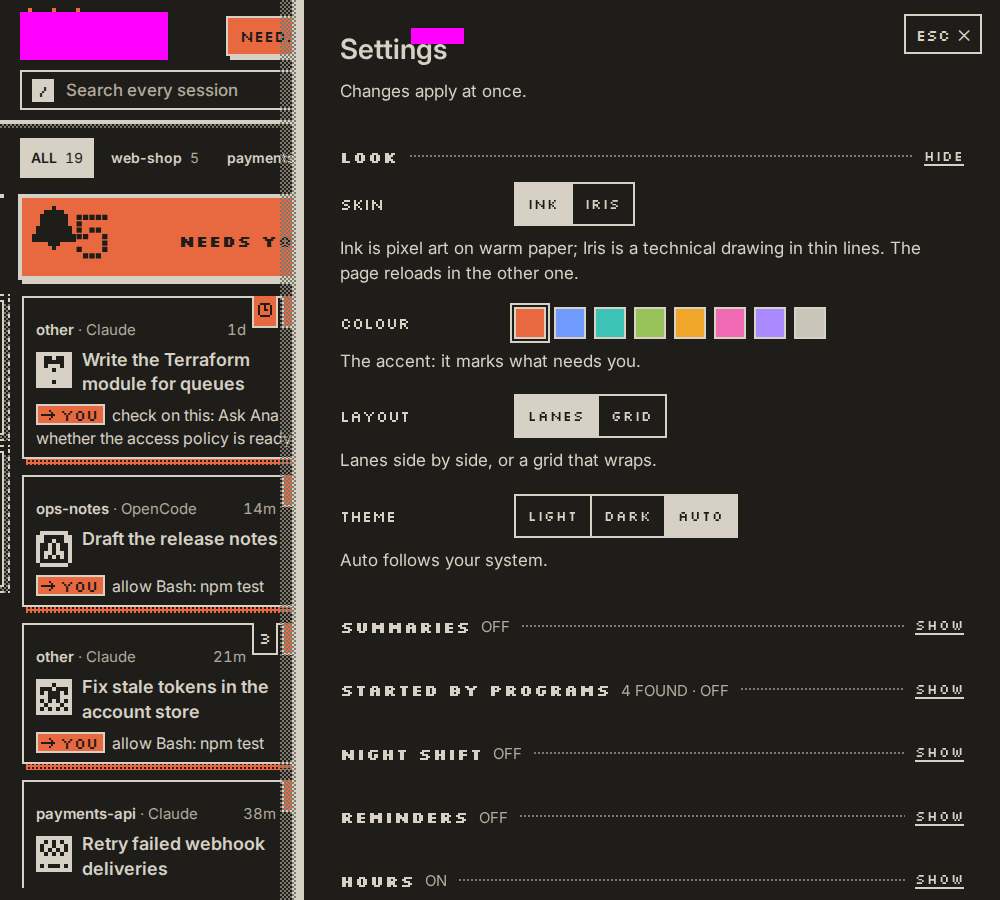 NEED
Search every session
ALL 19
web-shop 5
payments
5
NEEDS YO
other · Claude 1d
Write the Terraform
module for queues
→ YOU check on this: Ask Ana
whether the access policy is ready
ops-notes · OpenCode 14m
Draft the release notes
→ YOU allow Bash: npm test
3
other · Claude 21m
Fix stale tokens in the
account store
→ YOU allow Bash: npm test
payments-api · Claude 38m
Retry failed webhook
deliveries
Settings
ESC ×
Changes apply at once.
LOOK HIDE
SKIN INK IRIS
Ink is pixel art on warm paper; Iris is a technical drawing in thin lines. The
page reloads in the other one.
COLOUR
The accent: it marks what needs you.
LAYOUT LANES GRID
Lanes side by side, or a grid that wraps.
THEME LIGHT DARK AUTO
Auto follows your system.
SUMMARIES OFF SHOW
STARTED BY PROGRAMS 4 FOUND · OFF SHOW
NIGHT SHIFT OFF SHOW
REMINDERS OFF SHOW
HOURS ON SHOW